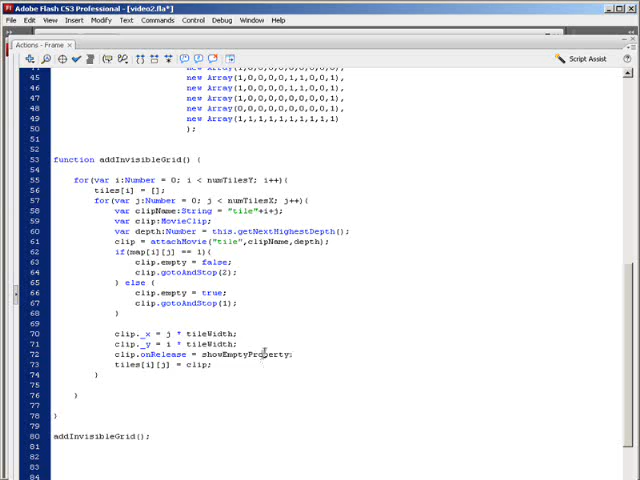 Adobe Flash CS3 Professional - [video2.fla*]
File Edit View Insert Modify Text Commands Control Debug Window Help
Actions - Frame ×
Script Assist
45 new Array(1,0,0,0,1,1,0,0,1),
46 new Array(1,0,0,0,0,1,0,0,1),
47 new Array(1,0,0,0,0,0,0,0,1),
48 new Array(0,0,0,0,0,0,0,0,1),
49 new Array(1,1,1,1,1,1,1,1,1)
50 );
51
52
53 function addInvisibleGrid() {
54
55 for(var i:Number = 0; i < numTilesY; i++){
56 tiles[i] = [];
57 for(var j:Number = 0; j < numTilesX; j++){
58 var clipName:String = "tile"+i+j;
59 var clip:MovieClip;
60 var depth:Number = this.getNextHighestDepth();
61 clip = attachMovie("tile",clipName,depth);
62 if(map[i][j] == 1){
63 clip.empty = false;
64 clip.gotoAndStop(2);
65 } else {
66 clip.empty = true;
67 clip.gotoAndStop(1);
68 }
69
70 clip._x = j * tileWidth;
71 clip._y = i * tileWidth;
72 clip.onRelease = showEmptyProperty;
73 tiles[i][j] = clip;
74 }
75
76 }
77
78 }
79
80 addInvisibleGrid();
81
82
83
84